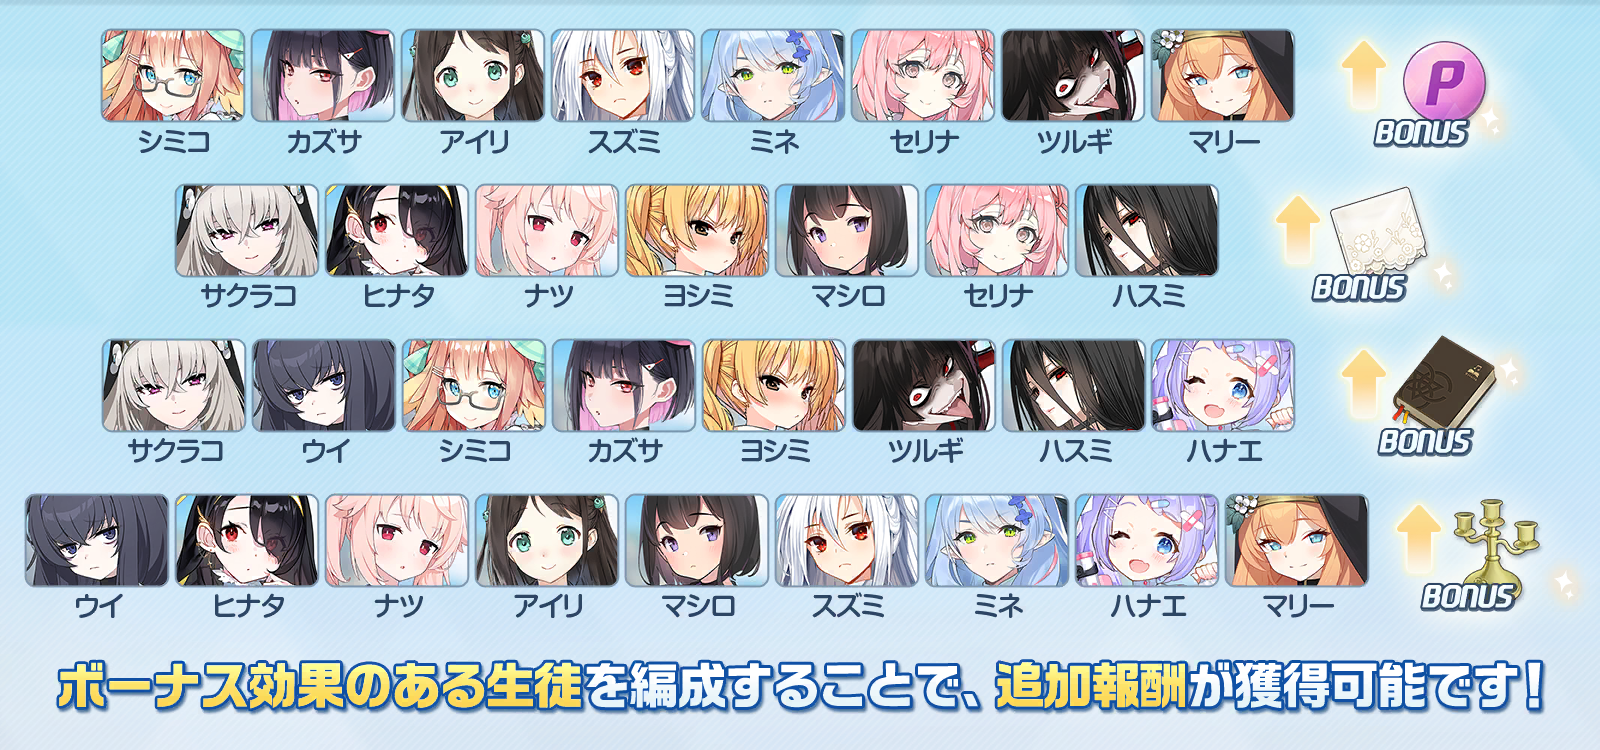 シミコ カズサ アイリ スズミ ミネ セリナ ツルギ マリー P BONUS
サクラコ ヒナタ ナツ ヨシミ マシロ セリナ ハスミ BONUS
サクラコ ウイ シミコ カズサ ヨシミ ツルギ ハスミ ハナエ BONUS
ウイ ヒナタ ナツ アイリ マシロ スズミ ミネ ハナエ マリー BONUS
ボーナス効果のある生徒を編成することで、追加報酬が獲得可能です!